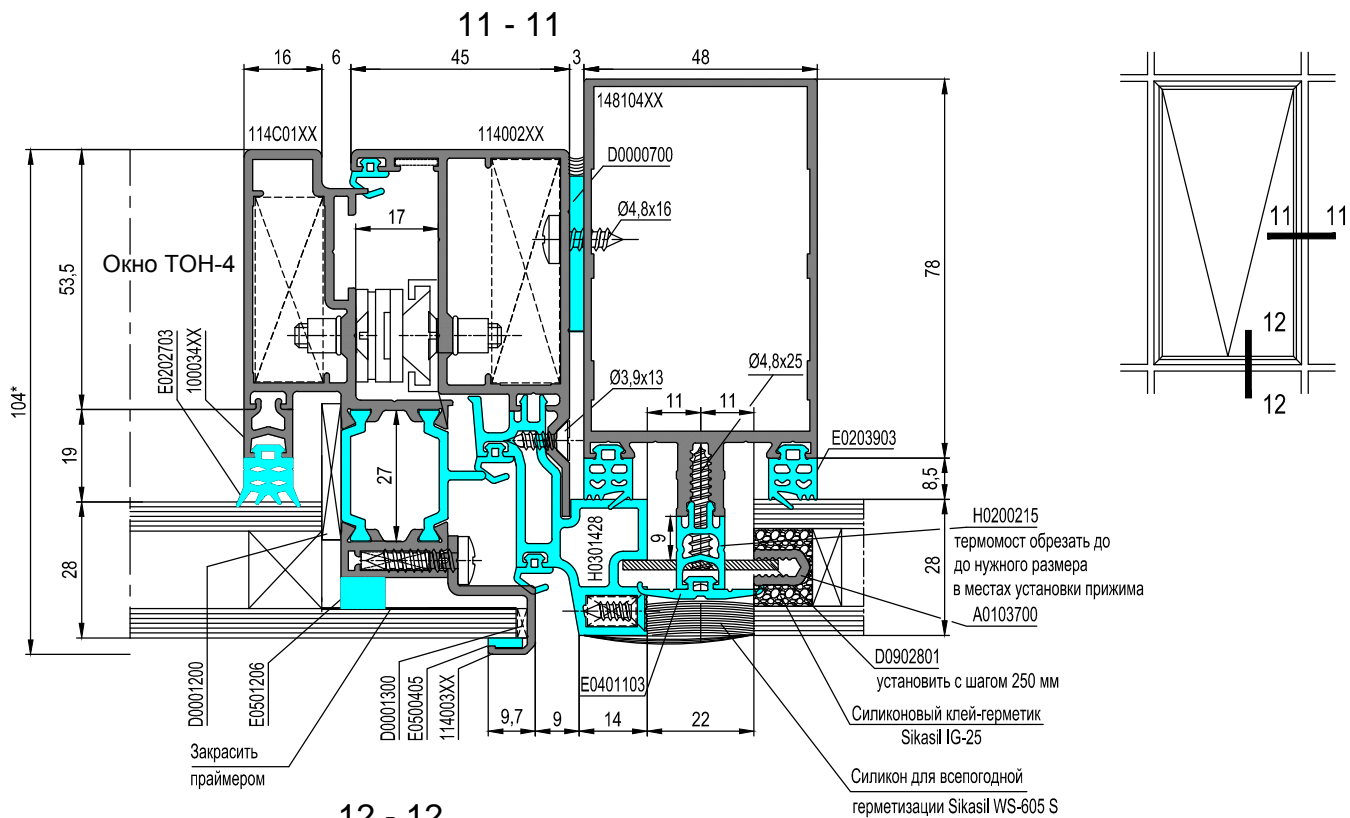 11 - 11
16
6
45
3
48
114C01XX
114002XX
148104XX
D0000700
Ø4,8x16
17
Окно ТОН-4
53,5
104*
19
28
E0202703
100034XX
27
Ø3,9x13
Ø4,8x25
11
11
78
E0203903
8,5
28
9
H0301428
H0200215
термомост обрезать до
до нужного размера
в местах установки прижима
A0103700
D0902801
установить с шагом 250 мм
Силиконовый клей-герметик
Sikasil IG-25
Силикон для всепогодной
герметизации Sikasil WS-605 S
E0401103
D0001200
E0501206
D0001300
E0500405
114003XX
9,7
9
14
22
Закрасить
праймером
12 - 12
11
11
12
12